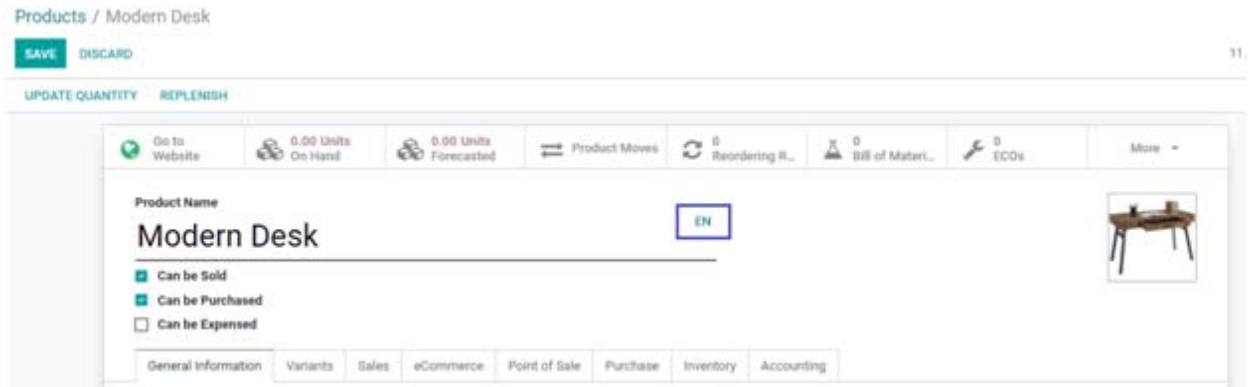 Products / Modern Desk
SAVE DISCARD
11.
UPDATE QUANTITY REPLENISH
Go to Website
0.00 Units On Hand
0.00 Units Forecasted
Product Moves
0 Reordering R...
0 Bill of Materi...
0 ECOs
More
Product Name
Modern Desk
EN
Can be Sold
Can be Purchased
Can be Expensed
General Information Variants Sales eCommerce Point of Sale Purchase Inventory Accounting